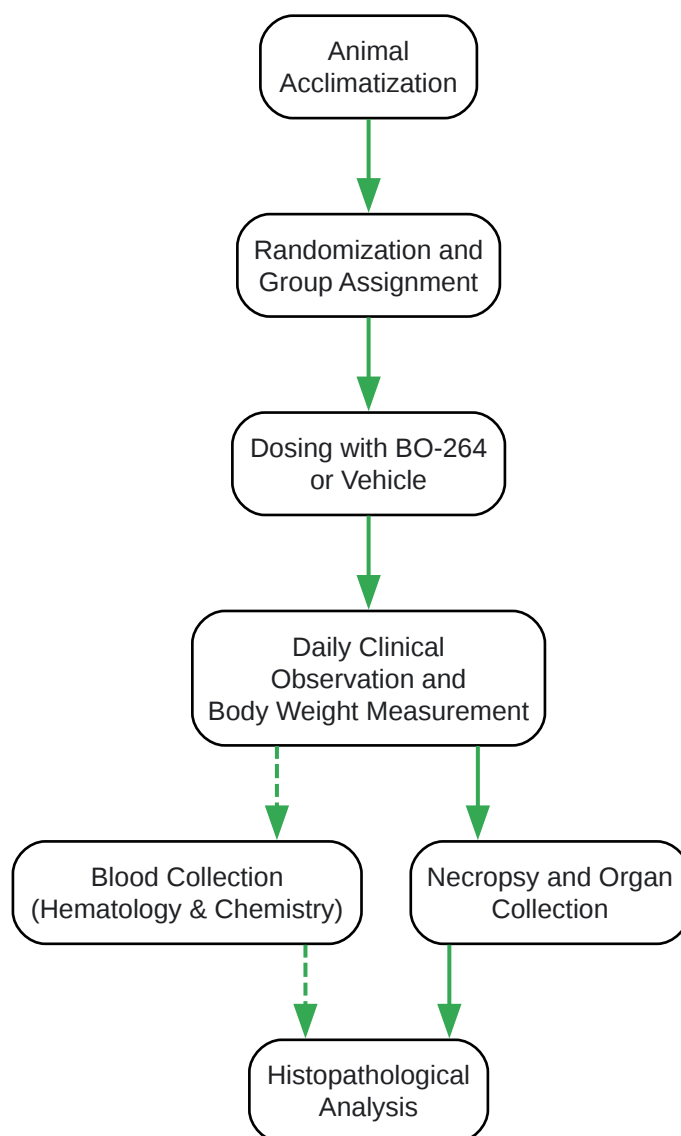 Animal
Acclimatization
Randomization and
Group Assignment
Dosing with BO-264
or Vehicle
Daily Clinical
Observation and
Body Weight Measurement
Blood Collection
(Hematology & Chemistry)
Necropsy and Organ
Collection
Histopathological
Analysis